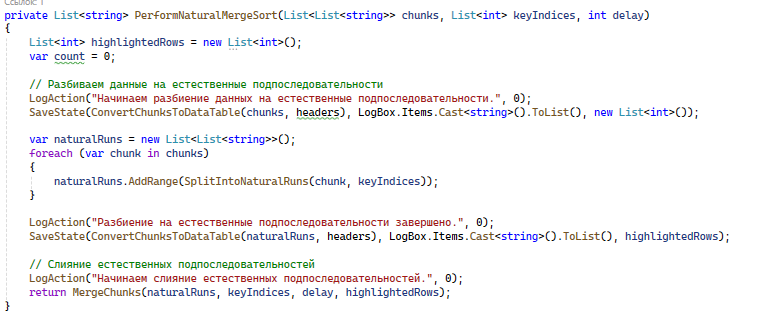 Ссылок: 1
private List<string> PerformNaturalMergeSort(List<List<string>> chunks, List<int> keyIndices, int delay)
{
List<int> highlightedRows = new List<int>();
var count = 0;
// Разбиваем данные на естественные подпоследовательности
LogAction("Начинаем разбиение данных на естественные подпоследовательности.", 0);
SaveState(ConvertChunksToDataTable(chunks, headers), LogBox.Items.Cast<string>().ToList(), new List<int>());
var naturalRuns = new List<List<string>>();
foreach (var chunk in chunks)
{
naturalRuns.AddRange(SplitIntoNaturalRuns(chunk, keyIndices));
}
LogAction("Разбиение на естественные подпоследовательности завершено.", 0);
SaveState(ConvertChunksToDataTable(naturalRuns, headers), LogBox.Items.Cast<string>().ToList(), highlightedRows);
// Слияние естественных подпоследовательностей
LogAction("Начинаем слияние естественных подпоследовательностей.", 0);
return MergeChunks(naturalRuns, keyIndices, delay, highlightedRows);
}